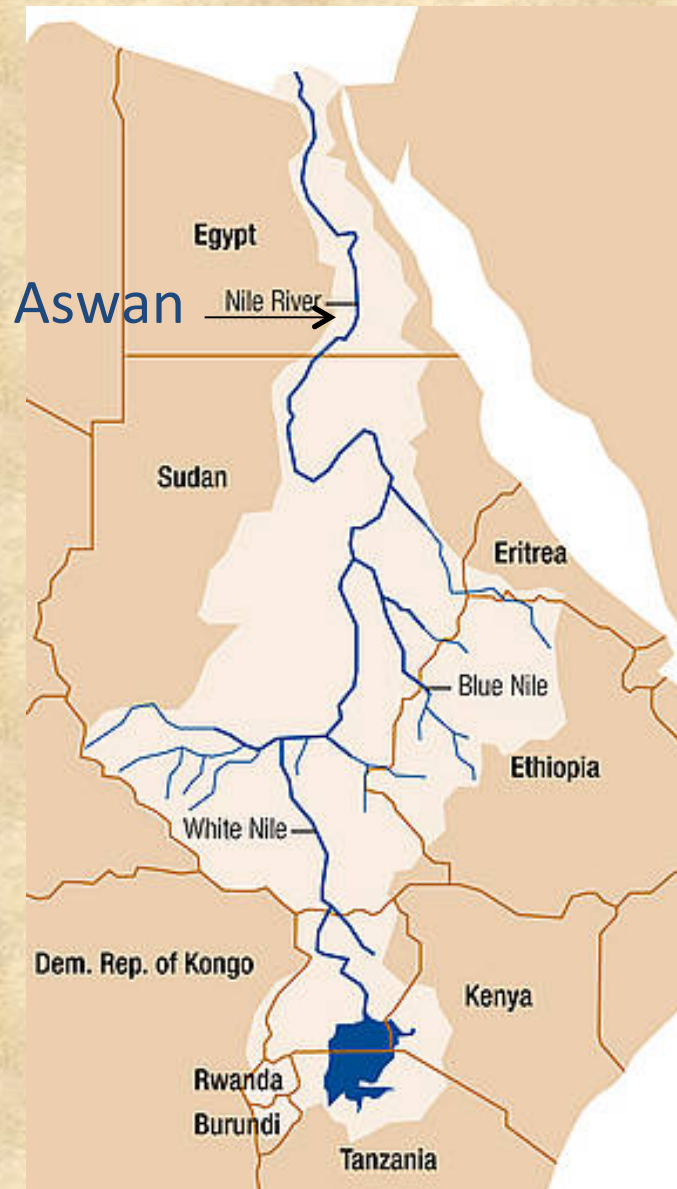 Egypt
Aswan
Nile River
Sudan
Eritrea
Blue Nile
Ethiopia
White Nile
Dem. Rep. of Kongo
Kenya
Rwanda
Burundi
Tanzania